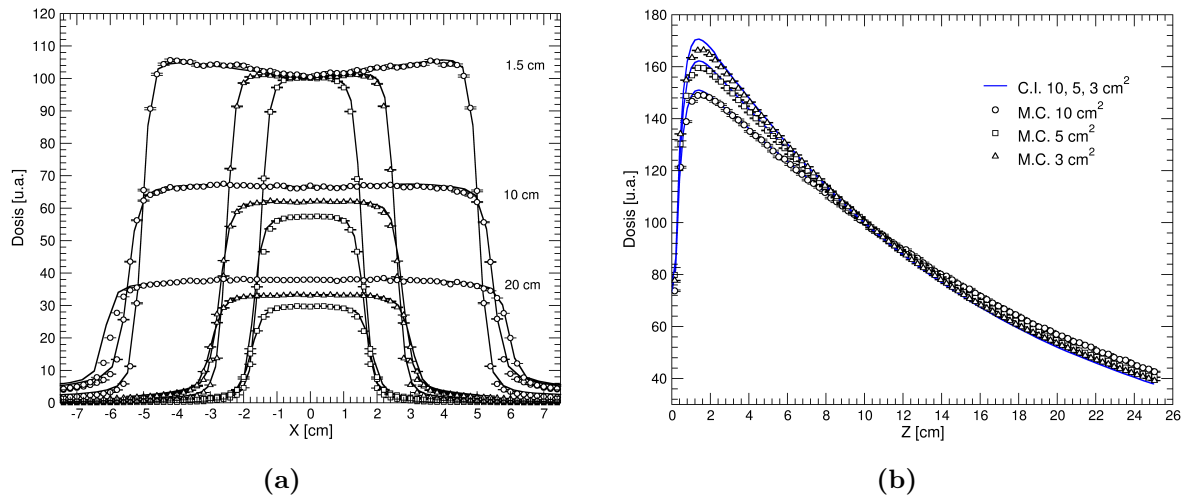 120
110
100
90
80
70
60
50
40
30
20
10
0
Dosis [u.a.]
-7 -6 -5 -4 -3 -2 -1 0 1 2 3 4 5 6 7
X [cm]
1.5 cm
10 cm
20 cm
(a)
180
160
140
120
100
80
60
40
Dosis [u.a.]
0 2 4 6 8 10 12 14 16 18 20 22 24 26
Z [cm]
C.I. 10, 5, 3 cm²
M.C. 10 cm²
M.C. 5 cm²
M.C. 3 cm²
(b)